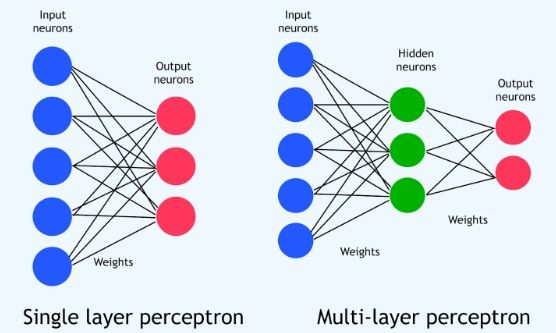 Input
neurons
Output
neurons
Weights
Single layer perceptron
Input
neurons
Hidden
neurons
Output
neurons
Weights
Weights
Multi-layer perceptron